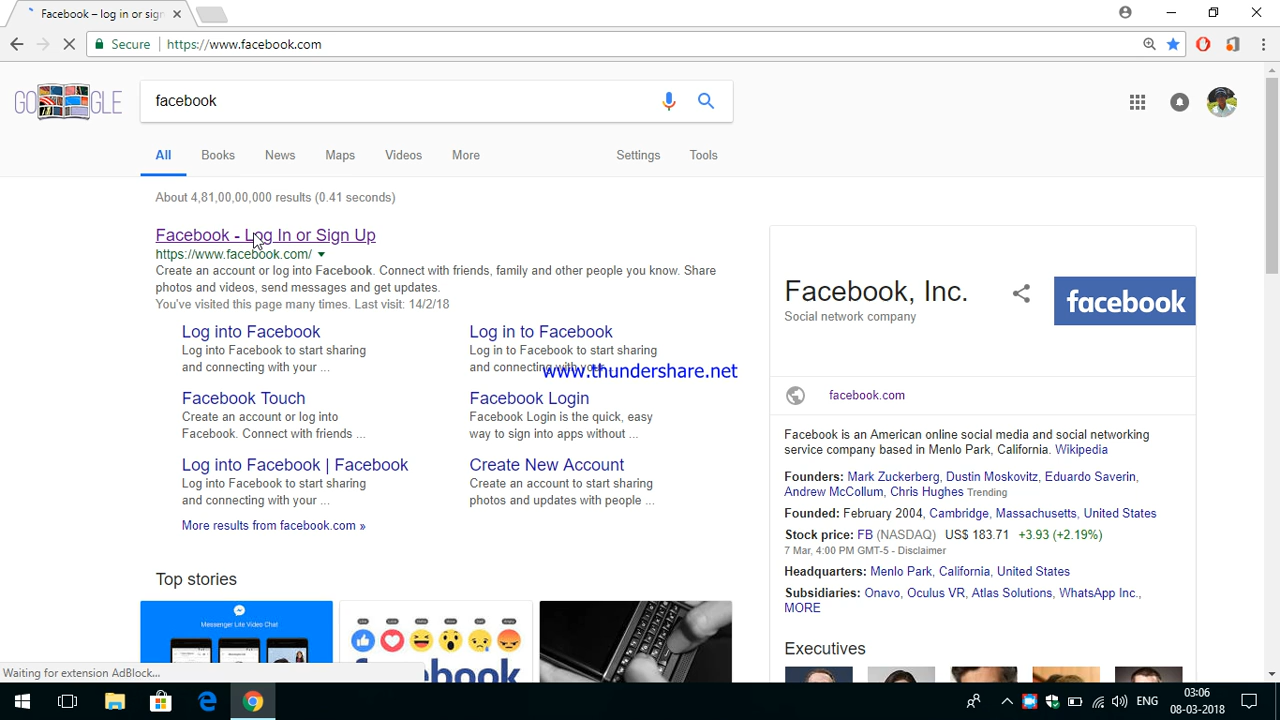 Facebook – log in or sign
Secure
https://www.facebook.com
GO GLE
facebook
All
Books
News
Maps
Videos
More
Settings
Tools
About 4,81,00,00,000 results (0.41 seconds)
Facebook - Log In or Sign Up
https://www.facebook.com/
Create an account or log into Facebook. Connect with friends, family and other people you know. Share
photos and videos, send messages and get updates.
You've visited this page many times. Last visit: 14/2/18
Log into Facebook
Log into Facebook to start sharing
and connecting with your ...
Log in to Facebook
Log in to Facebook to start sharing
and connecting with your ...
www.thundershare.net
Facebook Touch
Create an account or log into
Facebook. Connect with friends ...
Facebook Login
Facebook Login is the quick, easy
way to sign into apps without ...
Log into Facebook | Facebook
Log into Facebook to start sharing
and connecting with your ...
Create New Account
Create an account to start sharing
photos and updates with people ...
More results from facebook.com »
Top stories
Messenger Lite Video Chat
facebook
Facebook, Inc.
Social network company
facebook
facebook.com
Facebook is an American online social media and social networking
service company based in Menlo Park, California. Wikipedia
Founders: Mark Zuckerberg, Dustin Moskovitz, Eduardo Saverin,
Andrew McCollum, Chris Hughes Trending
Founded: February 2004, Cambridge, Massachusetts, United States
Stock price: FB (NASDAQ) US$ 183.71 +3.93 (+2.19%)
7 Mar, 4:00 PM GMT-5 - Disclaimer
Headquarters: Menlo Park, California, United States
Subsidiaries: Onavo, Oculus VR, Atlas Solutions, WhatsApp Inc.,
MORE
Executives
Waiting for extension AdBlock...
ENG
03:06
08-03-2018